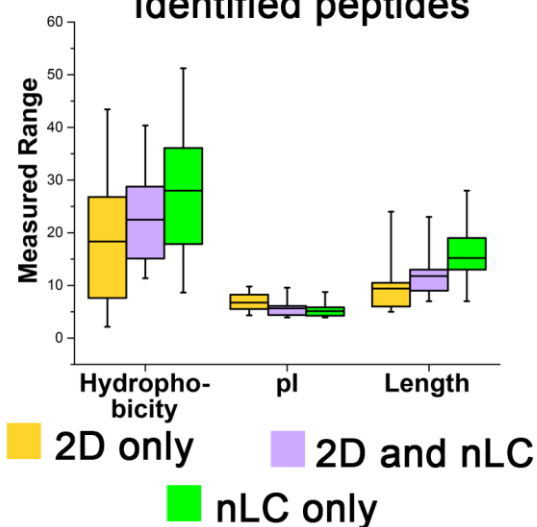 Identified peptides
60
50
40
30
20
10
0
Measured Range
Hydropho-
bicity
pI
Length
2D only
2D and nLC
nLC only